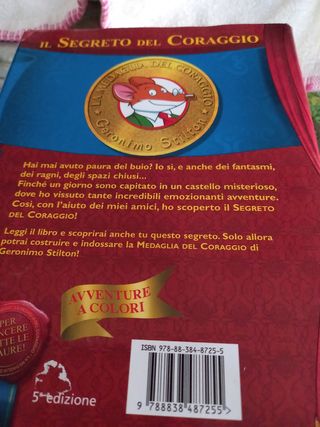 IL SEGRETO DEL CORAGGIO
LA MEDAGLIA DEL CORAGGIO
Geronimo Stilton
Hai mai avuto paura del buio? Io sì, e anche dei fantasmi,
dei ragni, degli spazi chiusi...
Finché un giorno sono capitato in un castello misterioso,
dove ho vissuto tante incredibili emozionanti avventure.
Così, con l'aiuto dei miei amici, ho scoperto il SEGRETO
DEL CORAGGIO!
Leggi il libro e scoprirai anche tu questo segreto. Solo allora
potrai costruire e indossare la MEDAGLIA DEL CORAGGIO di
Geronimo Stilton!
AVVENTURE
A COLORI
PER
VINCERE
TUTTE LE
PAURE!
5ª edizione
ISBN 978-88-384-8725-5
9 788838 487255